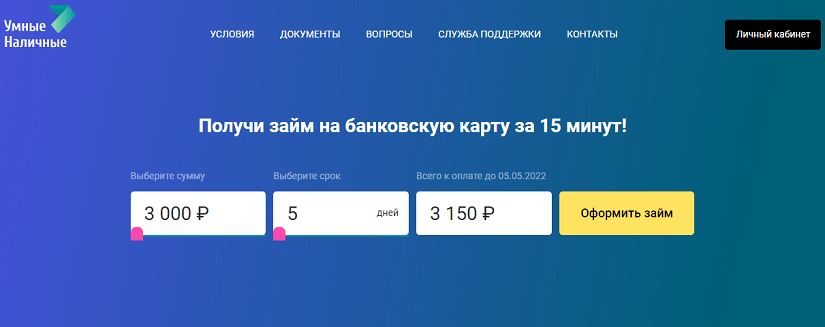 Умные
Наличные
УСЛОВИЯ ДОКУМЕНТЫ ВОПРОСЫ СЛУЖБА ПОДДЕРЖКИ КОНТАКТЫ Личный кабинет
Получи займ на банковскую карту за 15 минут!
Выберите сумму Выберите срок Всего к оплате до 05.05.2022
3 000 ₽ 5 дней 3 150 ₽ Оформить займ